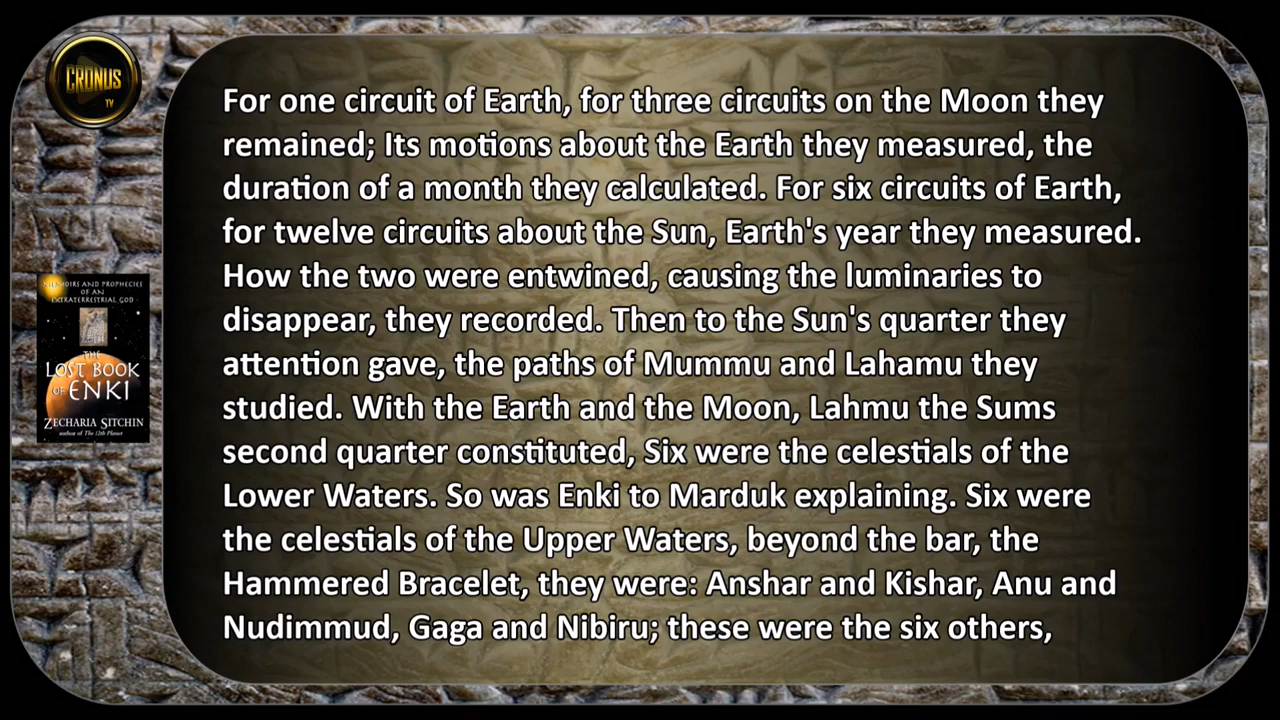 CRONUS
TV
For one circuit of Earth, for three circuits on the Moon they
remained; Its motions about the Earth they measured, the
duration of a month they calculated. For six circuits of Earth,
for twelve circuits about the Sun, Earth's year they measured.
How the two were entwined, causing the luminaries to
disappear, they recorded. Then to the Sun's quarter they
attention gave, the paths of Mummu and Lahamu they
studied. With the Earth and the Moon, Lahmu the Sums
second quarter constituted, Six were the celestials of the
Lower Waters. So was Enki to Marduk explaining. Six were
the celestials of the Upper Waters, beyond the bar, the
Hammered Bracelet, they were: Anshar and Kishar, Anu and
Nudimmud, Gaga and Nibiru; these were the six others,
MEMOIRS AND PROPHECIES
OF AN
EXTRATERRESTRIAL GOD
THE
LOST BOOK
OF ENKI
ZECHARIA SITCHIN
author of The 12th Planet